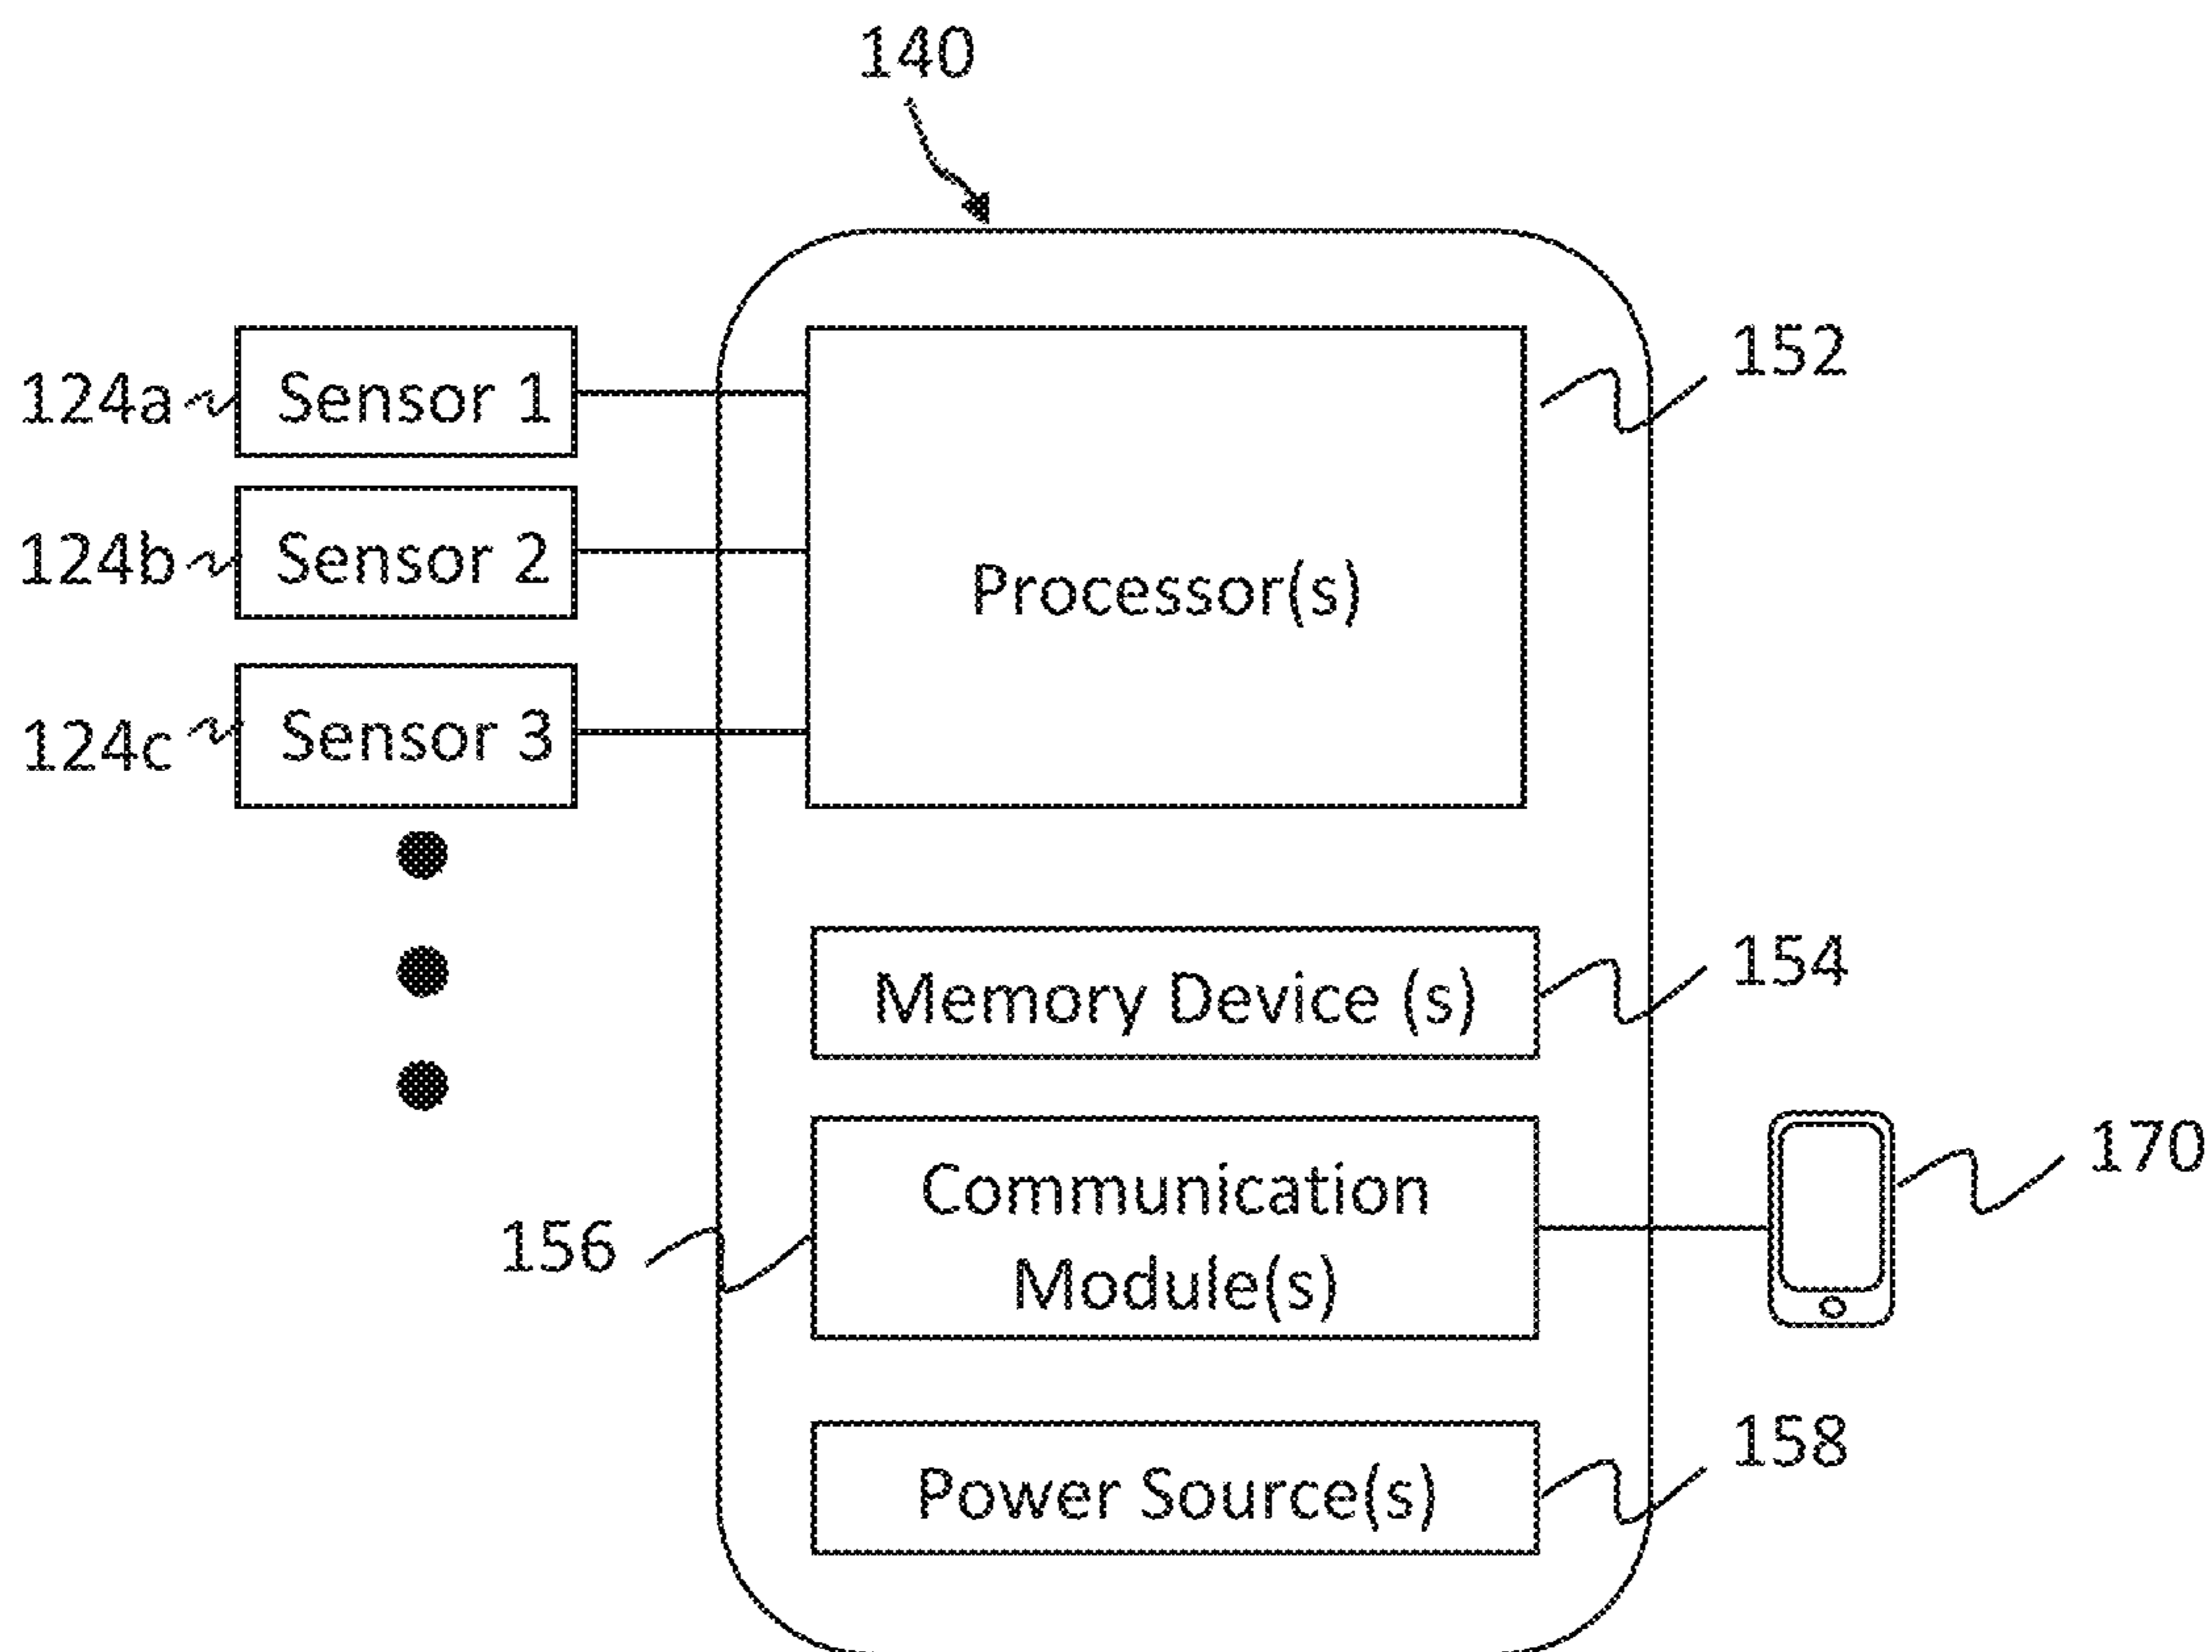 140
152
124a
Sensor 1
124b
Sensor 2
Processor(s)
124c
Sensor 3
154
Memory Device (s)
170
156
Communication
Module(s)
158
Power Source(s)